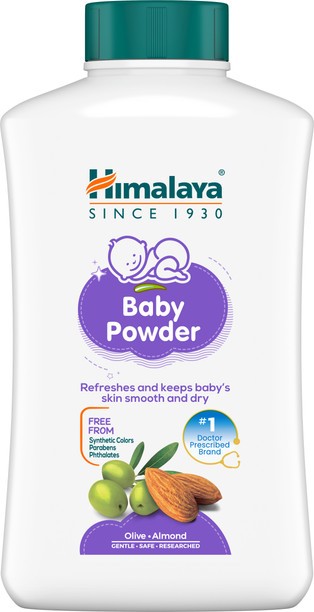 Himalaya®
SINCE 1930
Baby
Powder
Refreshes and keeps baby's
skin smooth and dry
FREE
FROM
Synthetic Colors
Parabens
Phthalates
#1
Doctor
Prescribed
Brand
Olive • Almond
GENTLE • SAFE • RESEARCHED